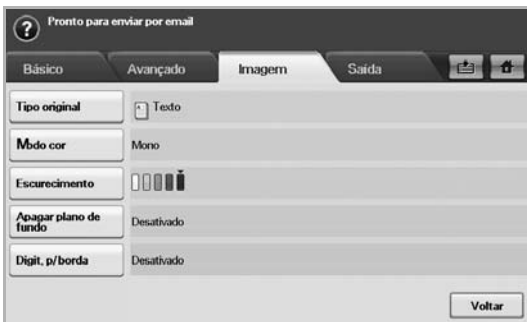 Pronto para enviar por email
Básico
Avançado
Imagem
Saída
Tipo original
Texto
Modo cor
Mono
Escurecimento
Apagar plano de
fundo
Desativado
Digit. p/borda
Desativado
Voltar